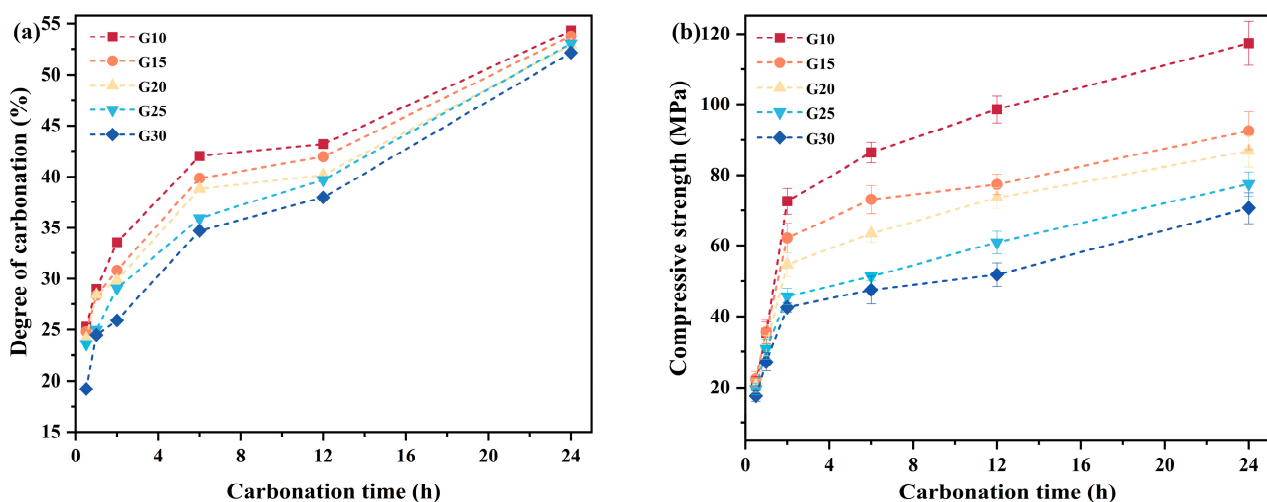 (a)
G10
G15
G20
G25
G30
Degree of carbonation (%)
55
50
45
40
35
30
25
20
15
0 4 8 12 16 20 24
Carbonation time (h)
(b)
G10
G15
G20
G25
G30
Compressive strength (MPa)
120
100
80
60
40
20
0 4 8 12 16 20 24
Carbonation time (h)